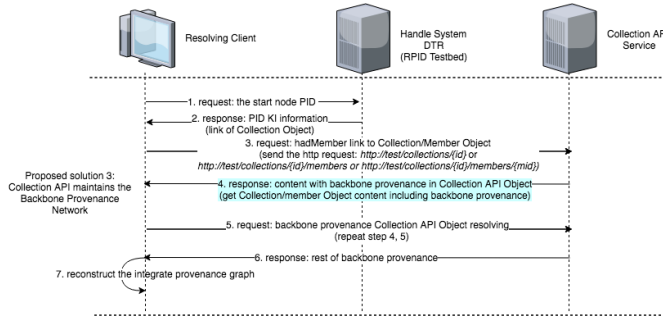 Resolving Client
Handle System
DTR
(RPID Testbed)
Collection AP
Service
1. request: the start node PID
2. response: PID KI information
(link of Collection Object)
3. request: hadMember link to Collection/Member Object
(send the http request: http://test/collections/{id} or
http://test/collections/{id}/members or http://test/collections/{id}/members/{mid})
Proposed solution 3:
Collection API maintains the
Backbone Provenance
Network
4. response: content with backbone provenance in Collection API Object
(get Collection/member Object content including backbone provenance)
5. request: backbone provenance Collection API Object resolving
(repeat step 4, 5)
6. response: rest of backbone provenance
7. reconstruct the integrate provenance graph